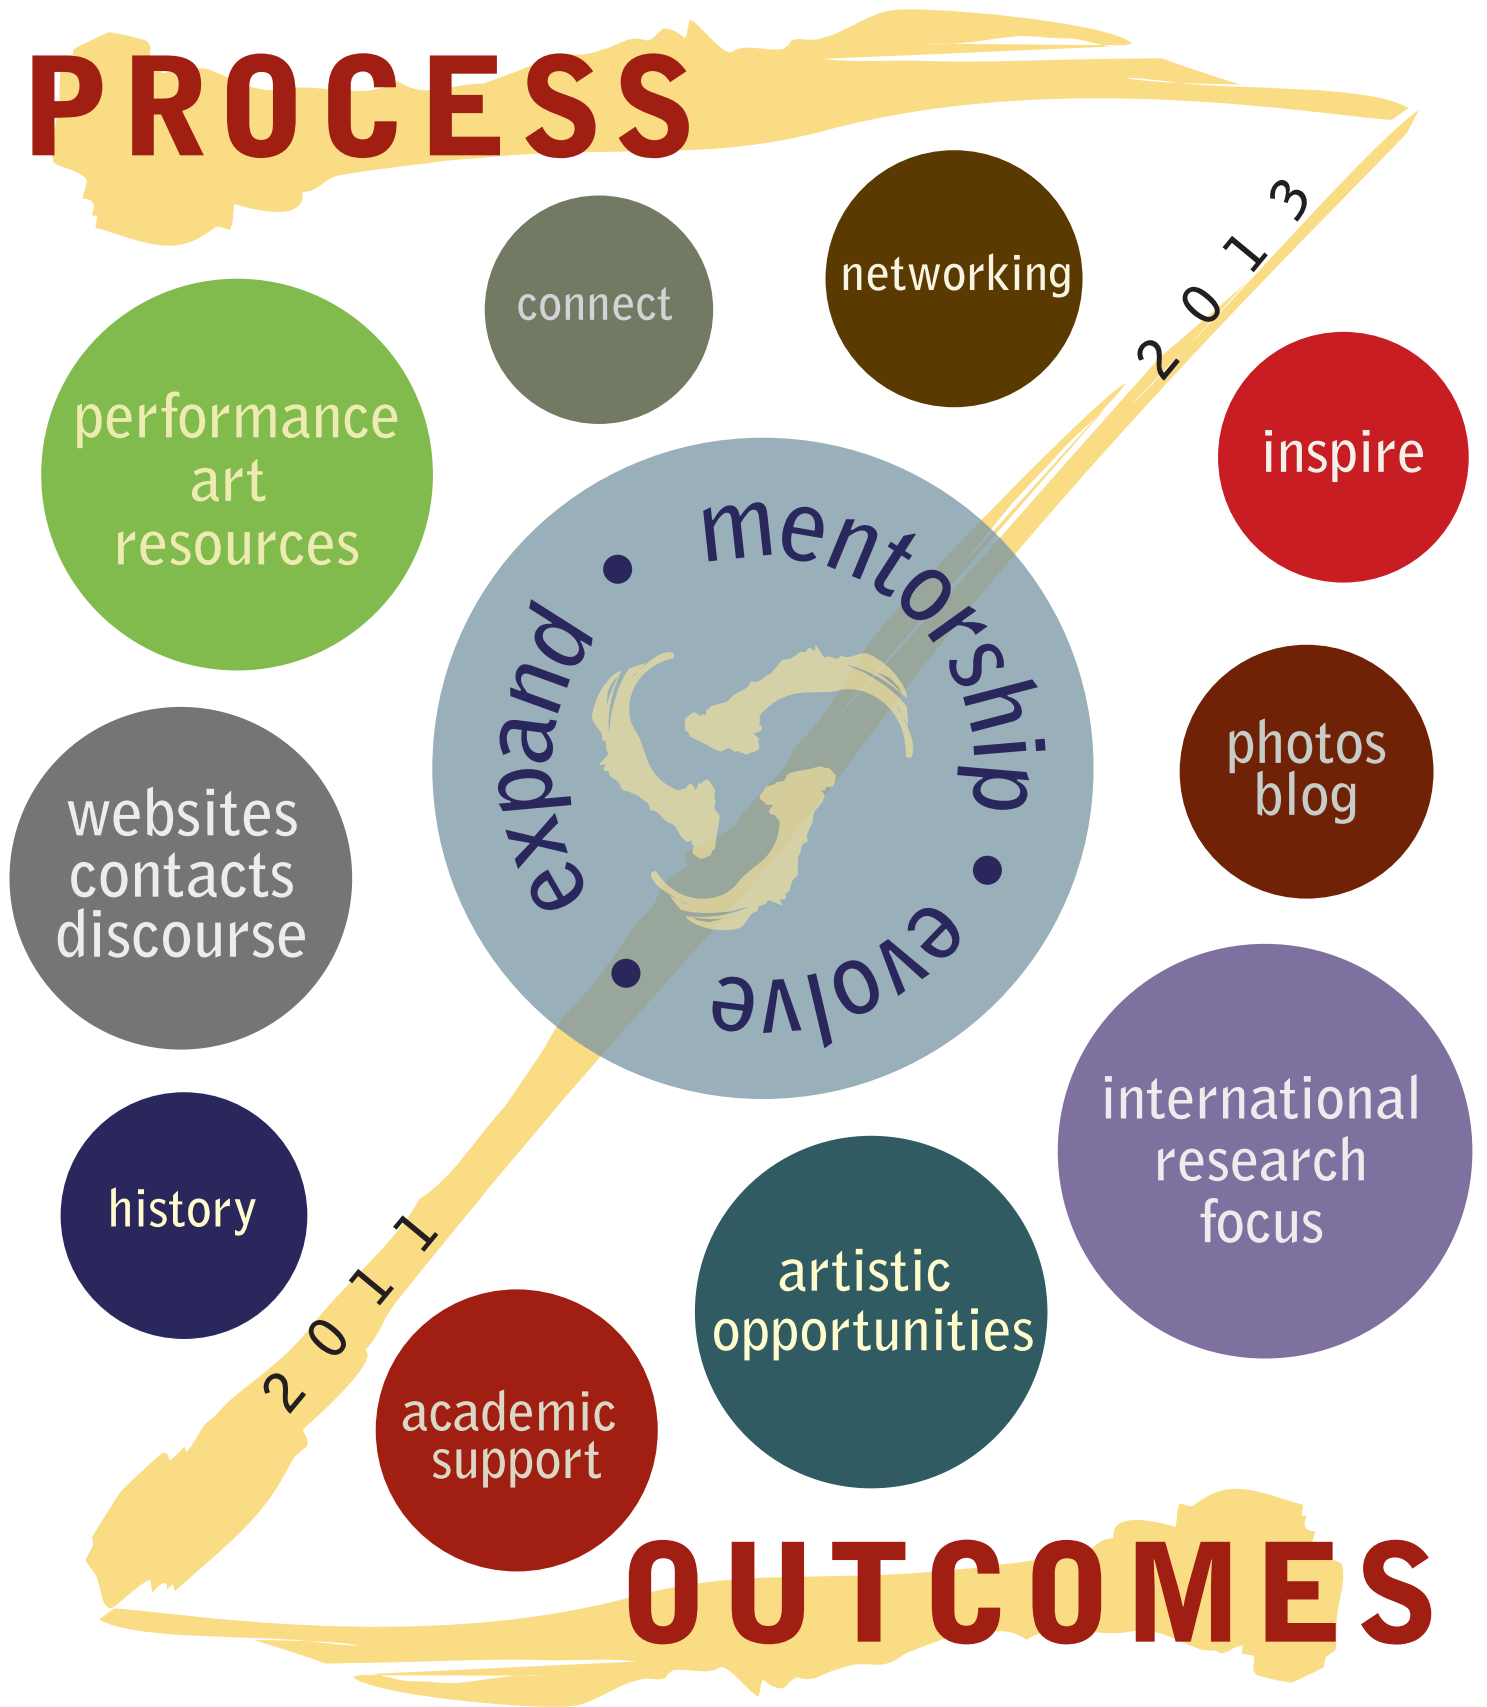 PROCESS
connect
networking
2013
performance
art
resources
inspire
mentorship • evolve • expand •
photos
blog
websites
contacts
discourse
international
research
focus
history
2011
artistic
opportunities
academic
support
OUTCOMES